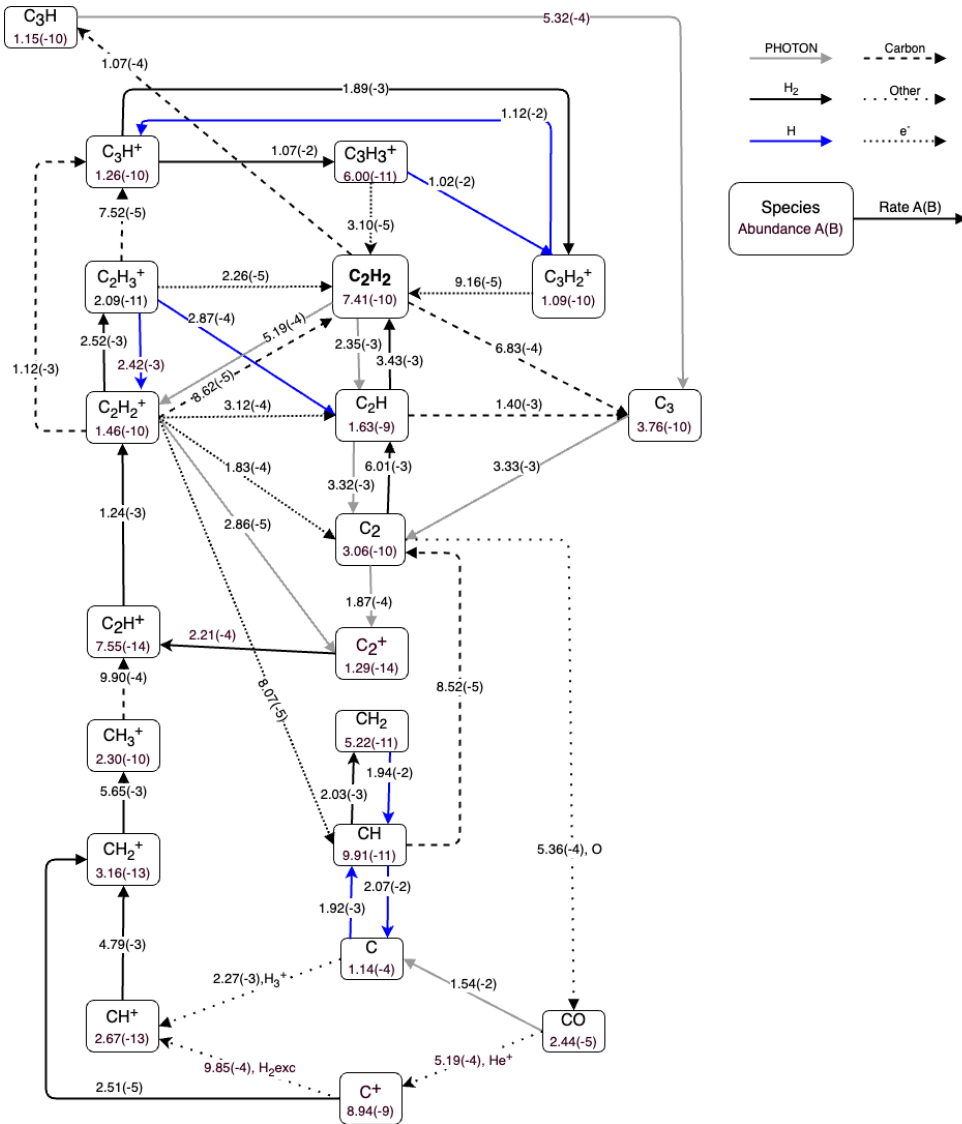 C₃H
1.15(-10)
5.32(-4)
1.07(-4)
PHOTON
Carbon
H₂
Other
H
e⁻
Species
Abundance A(B)
Rate A(B)
1.89(-3)
1.12(-2)
C₃H⁺
1.26(-10)
1.07(-2)
C₃H₃⁺
6.00(-11)
1.02(-2)
7.52(-5)
3.10(-5)
C₂H₃⁺
2.09(-11)
2.26(-5)
C₂H₂
7.41(-10)
9.16(-5)
C₃H₂⁺
1.09(-10)
2.87(-4)
5.19(-4)
2.52(-3)
2.35(-3)
3.43(-3)
6.83(-4)
1.12(-3)
2.42(-3)
8.62(-5)
C₂H₂⁺
1.46(-10)
3.12(-4)
C₂H
1.63(-9)
1.40(-3)
C₃
3.76(-10)
1.83(-4)
6.01(-3)
3.33(-3)
3.32(-3)
1.24(-3)
2.86(-5)
C₂
3.06(-10)
1.87(-4)
C₂H⁺
7.55(-14)
2.21(-4)
C₂⁺
1.29(-14)
9.90(-4)
8.07(-5)
8.52(-5)
CH₃⁺
2.30(-10)
CH₂
5.22(-11)
1.94(-2)
5.65(-3)
2.03(-3)
CH₂⁺
3.16(-13)
CH
9.91(-11)
5.36(-4), O
2.07(-2)
1.92(-3)
4.79(-3)
C
1.14(-4)
2.27(-3),H₃⁺
1.54(-2)
CH⁺
2.67(-13)
CO
2.44(-5)
9.85(-4), H₂exc
5.19(-4), He⁺
2.51(-5)
C⁺
8.94(-9)